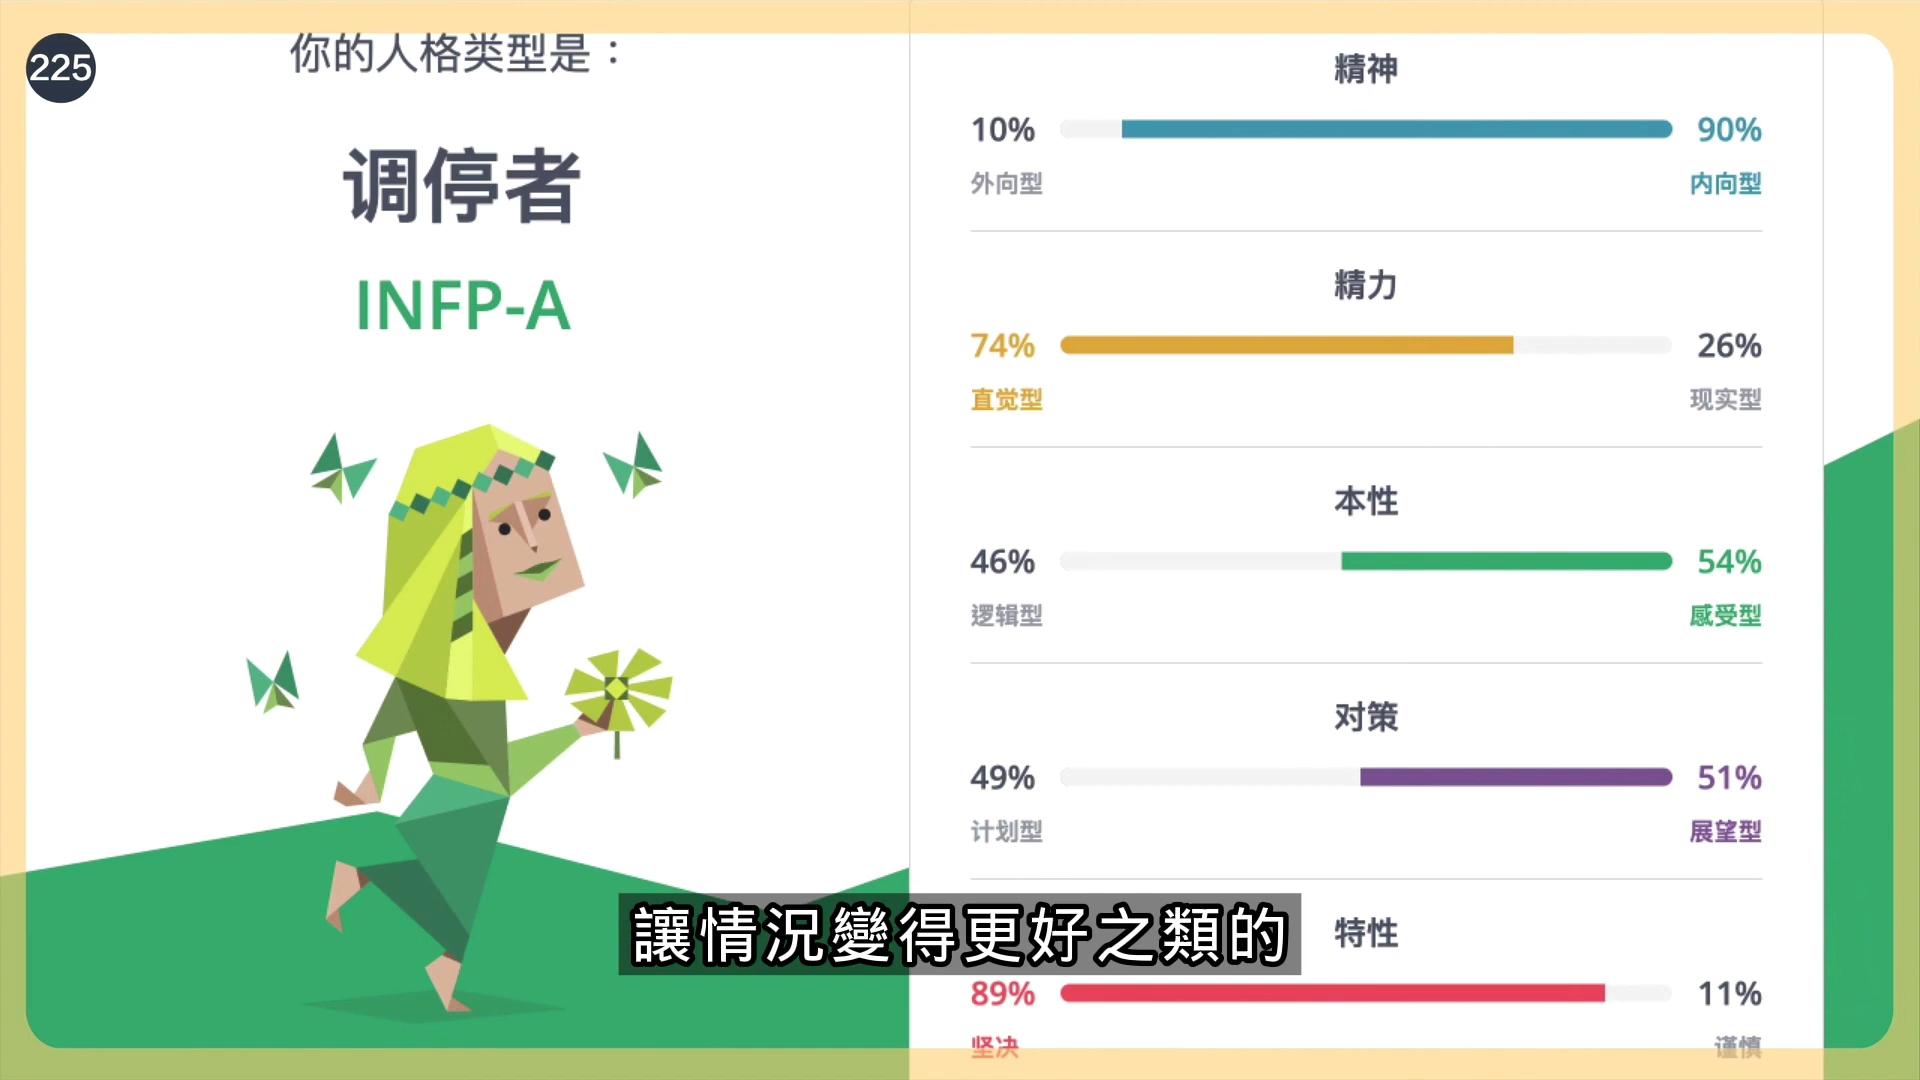 225
你的人格类型是：
调停者
INFP-A
精神
10%
90%
外向型
内向型
精力
74%
26%
直觉型
现实型
本性
46%
54%
逻辑型
感受型
对策
49%
51%
计划型
展望型
讓情況變得更好之類的
特性
89%
11%
坚决
谨慎